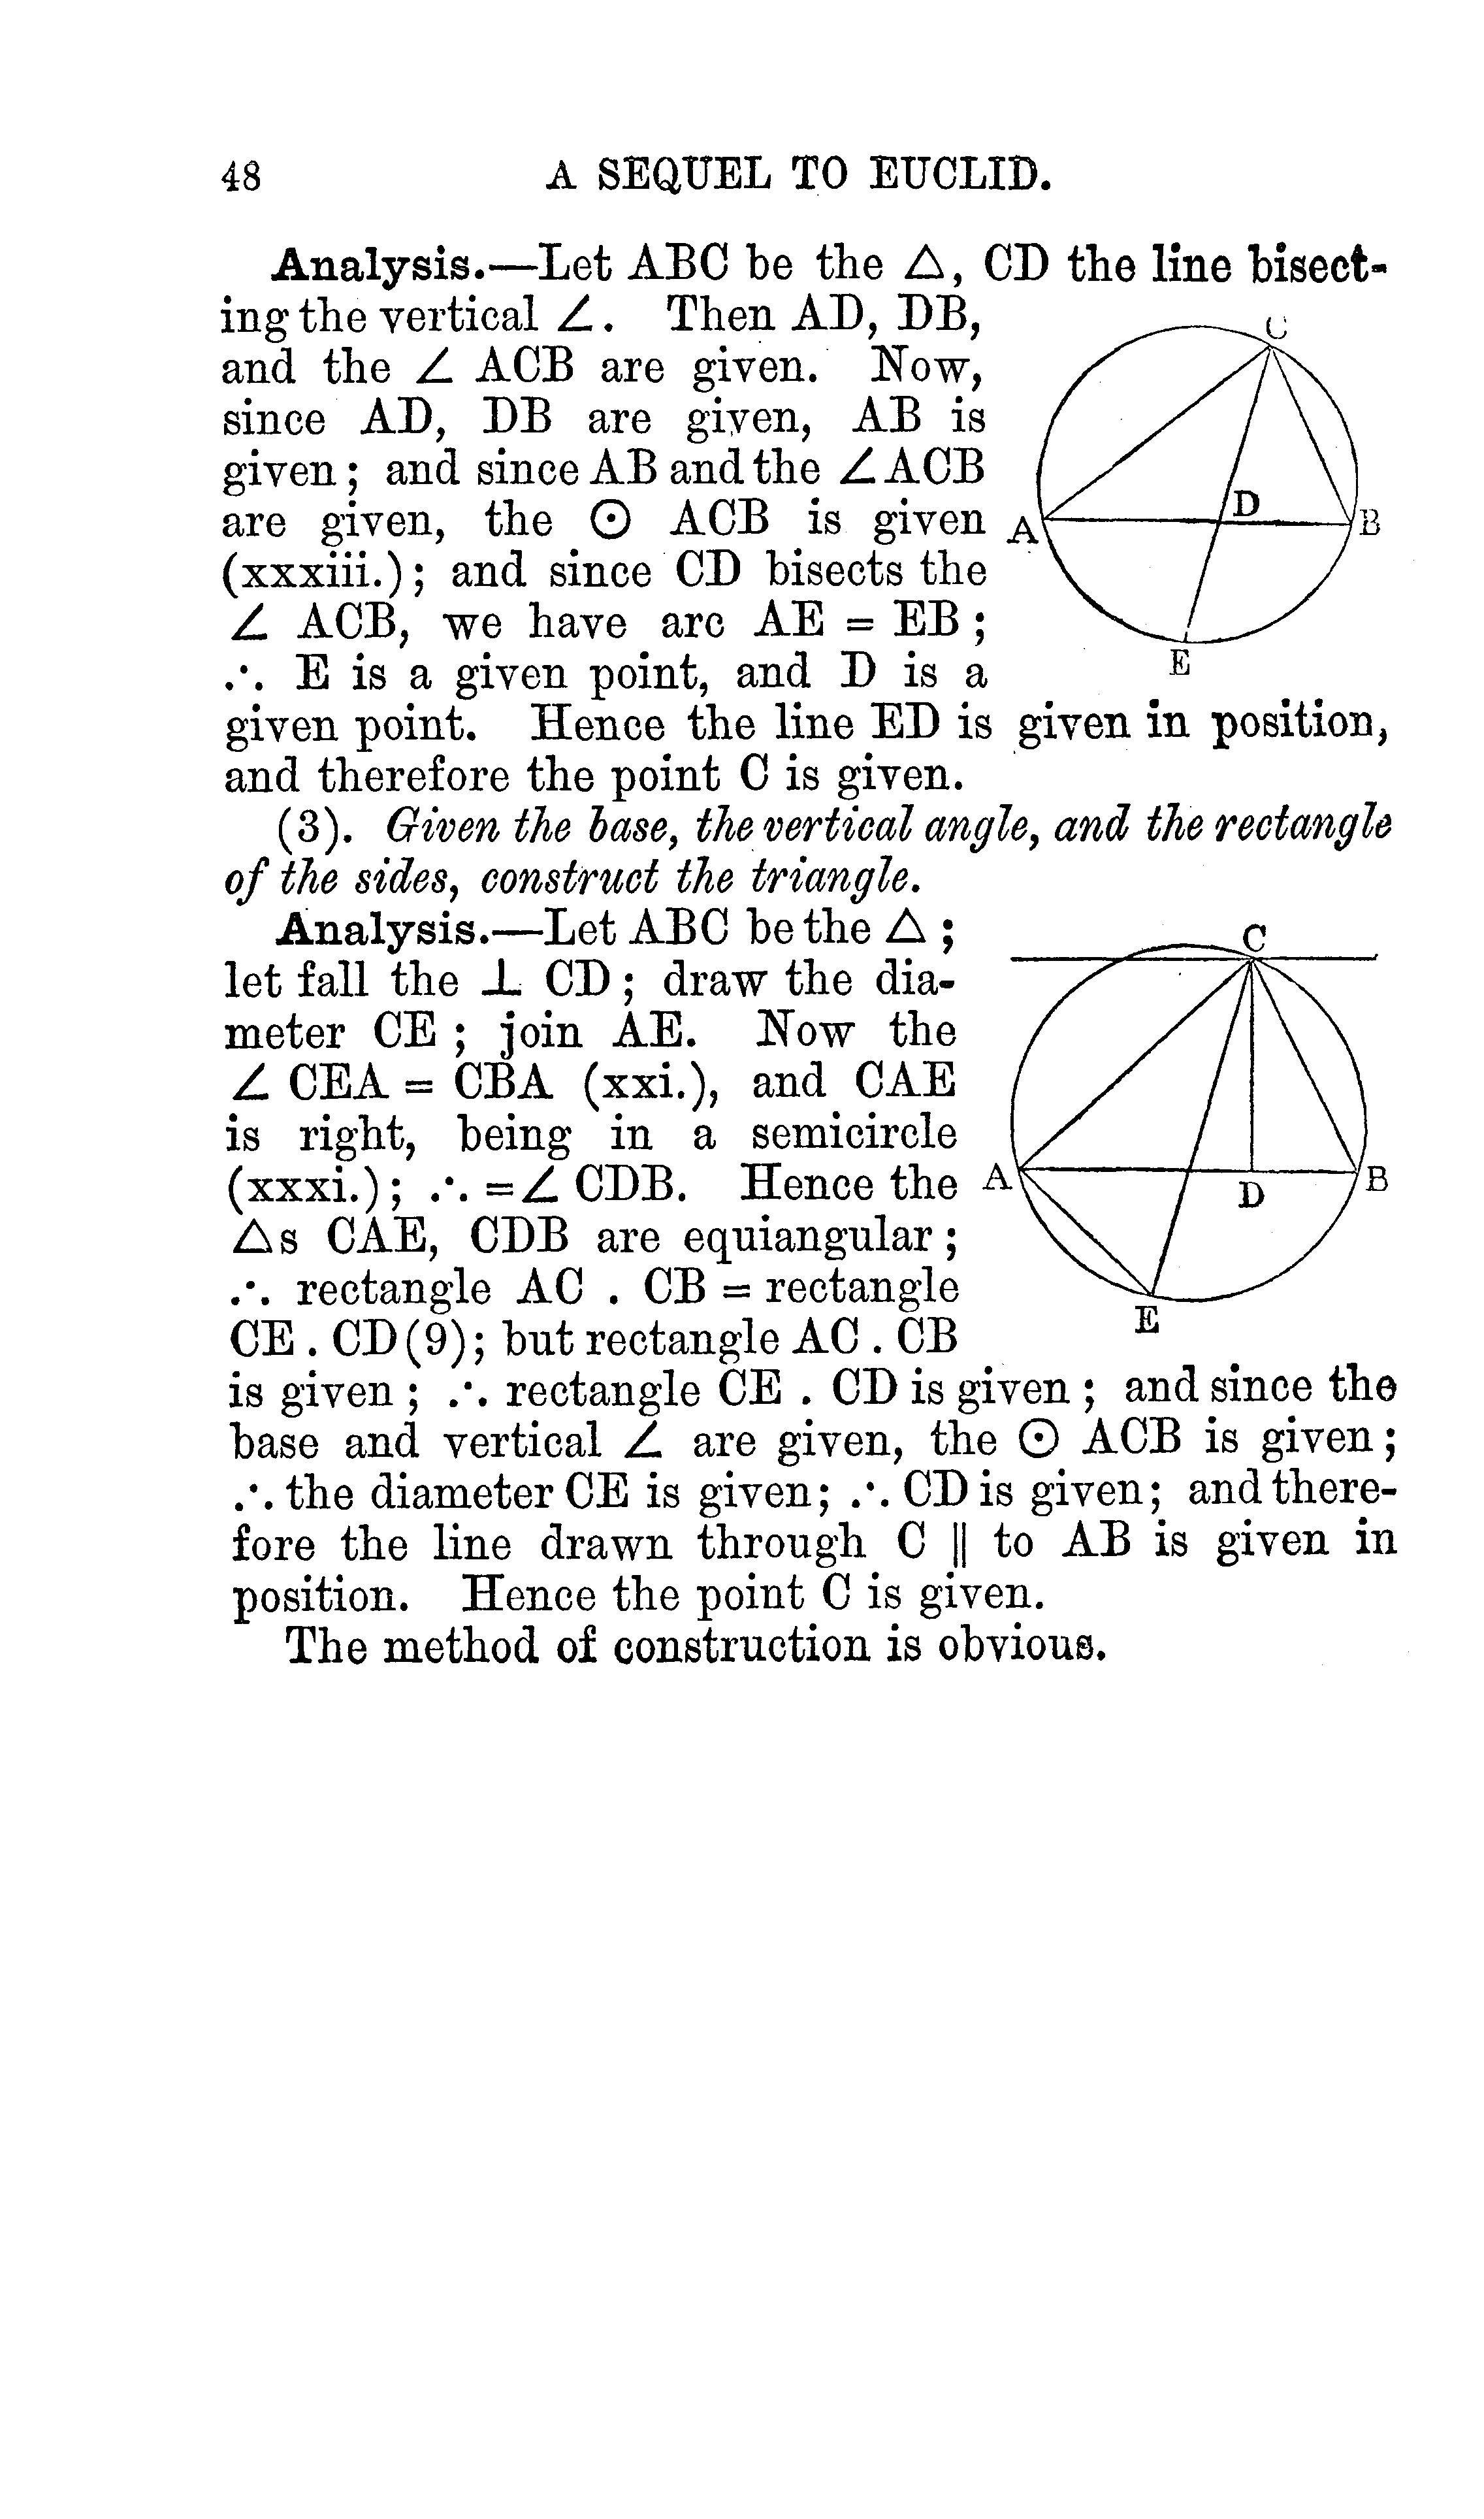 48 A SEQUEL TO EUCLID.
Analysis.—Let ABC be the △, CD the line bisect-
ing the vertical ∠. Then AD, DB,
and the ∠ ACB are given. Now,
since AD, DB are given, AB is
given; and since AB and the ∠ ACB
are given, the ⊙ ACB is given
(xxxiii.); and since CD bisects the
∠ ACB, we have arc AE = EB;
∴ E is a given point, and D is a
given point. Hence the line ED is given in position,
and therefore the point C is given.
C
D
A
B
E
(3). Given the base, the vertical angle, and the rectangle
of the sides, construct the triangle.
Analysis.—Let ABC be the △;
let fall the ⊥ CD; draw the dia-
meter CE; join AE. Now the
∠ CEA = CBA (xxi.), and CAE
is right, being in a semicircle
(xxxi.); ∴ = ∠ CDB. Hence the
△s CAE, CDB are equiangular;
∴ rectangle AC . CB = rectangle
CE . CD (9); but rectangle AC . CB
is given; ∴ rectangle CE . CD is given; and since the
base and vertical ∠ are given, the ⊙ ACB is given;
∴ the diameter CE is given; ∴ CD is given; and there-
fore the line drawn through C || to AB is given in
position. Hence the point C is given.
The method of construction is obvious.
C
A
B
D
E